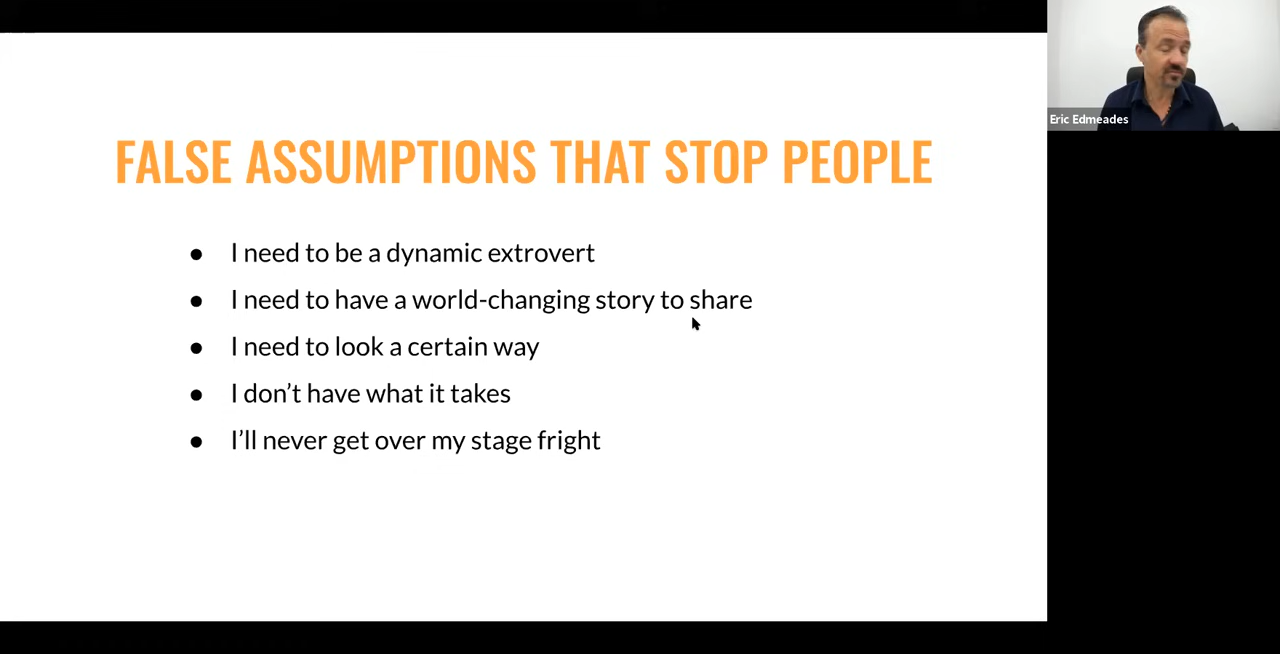 FALSE ASSUMPTIONS THAT STOP PEOPLE
● I need to be a dynamic extrovert
● I need to have a world-changing story to share
● I need to look a certain way
● I don’t have what it takes
● I’ll never get over my stage fright
Eric Edmeades